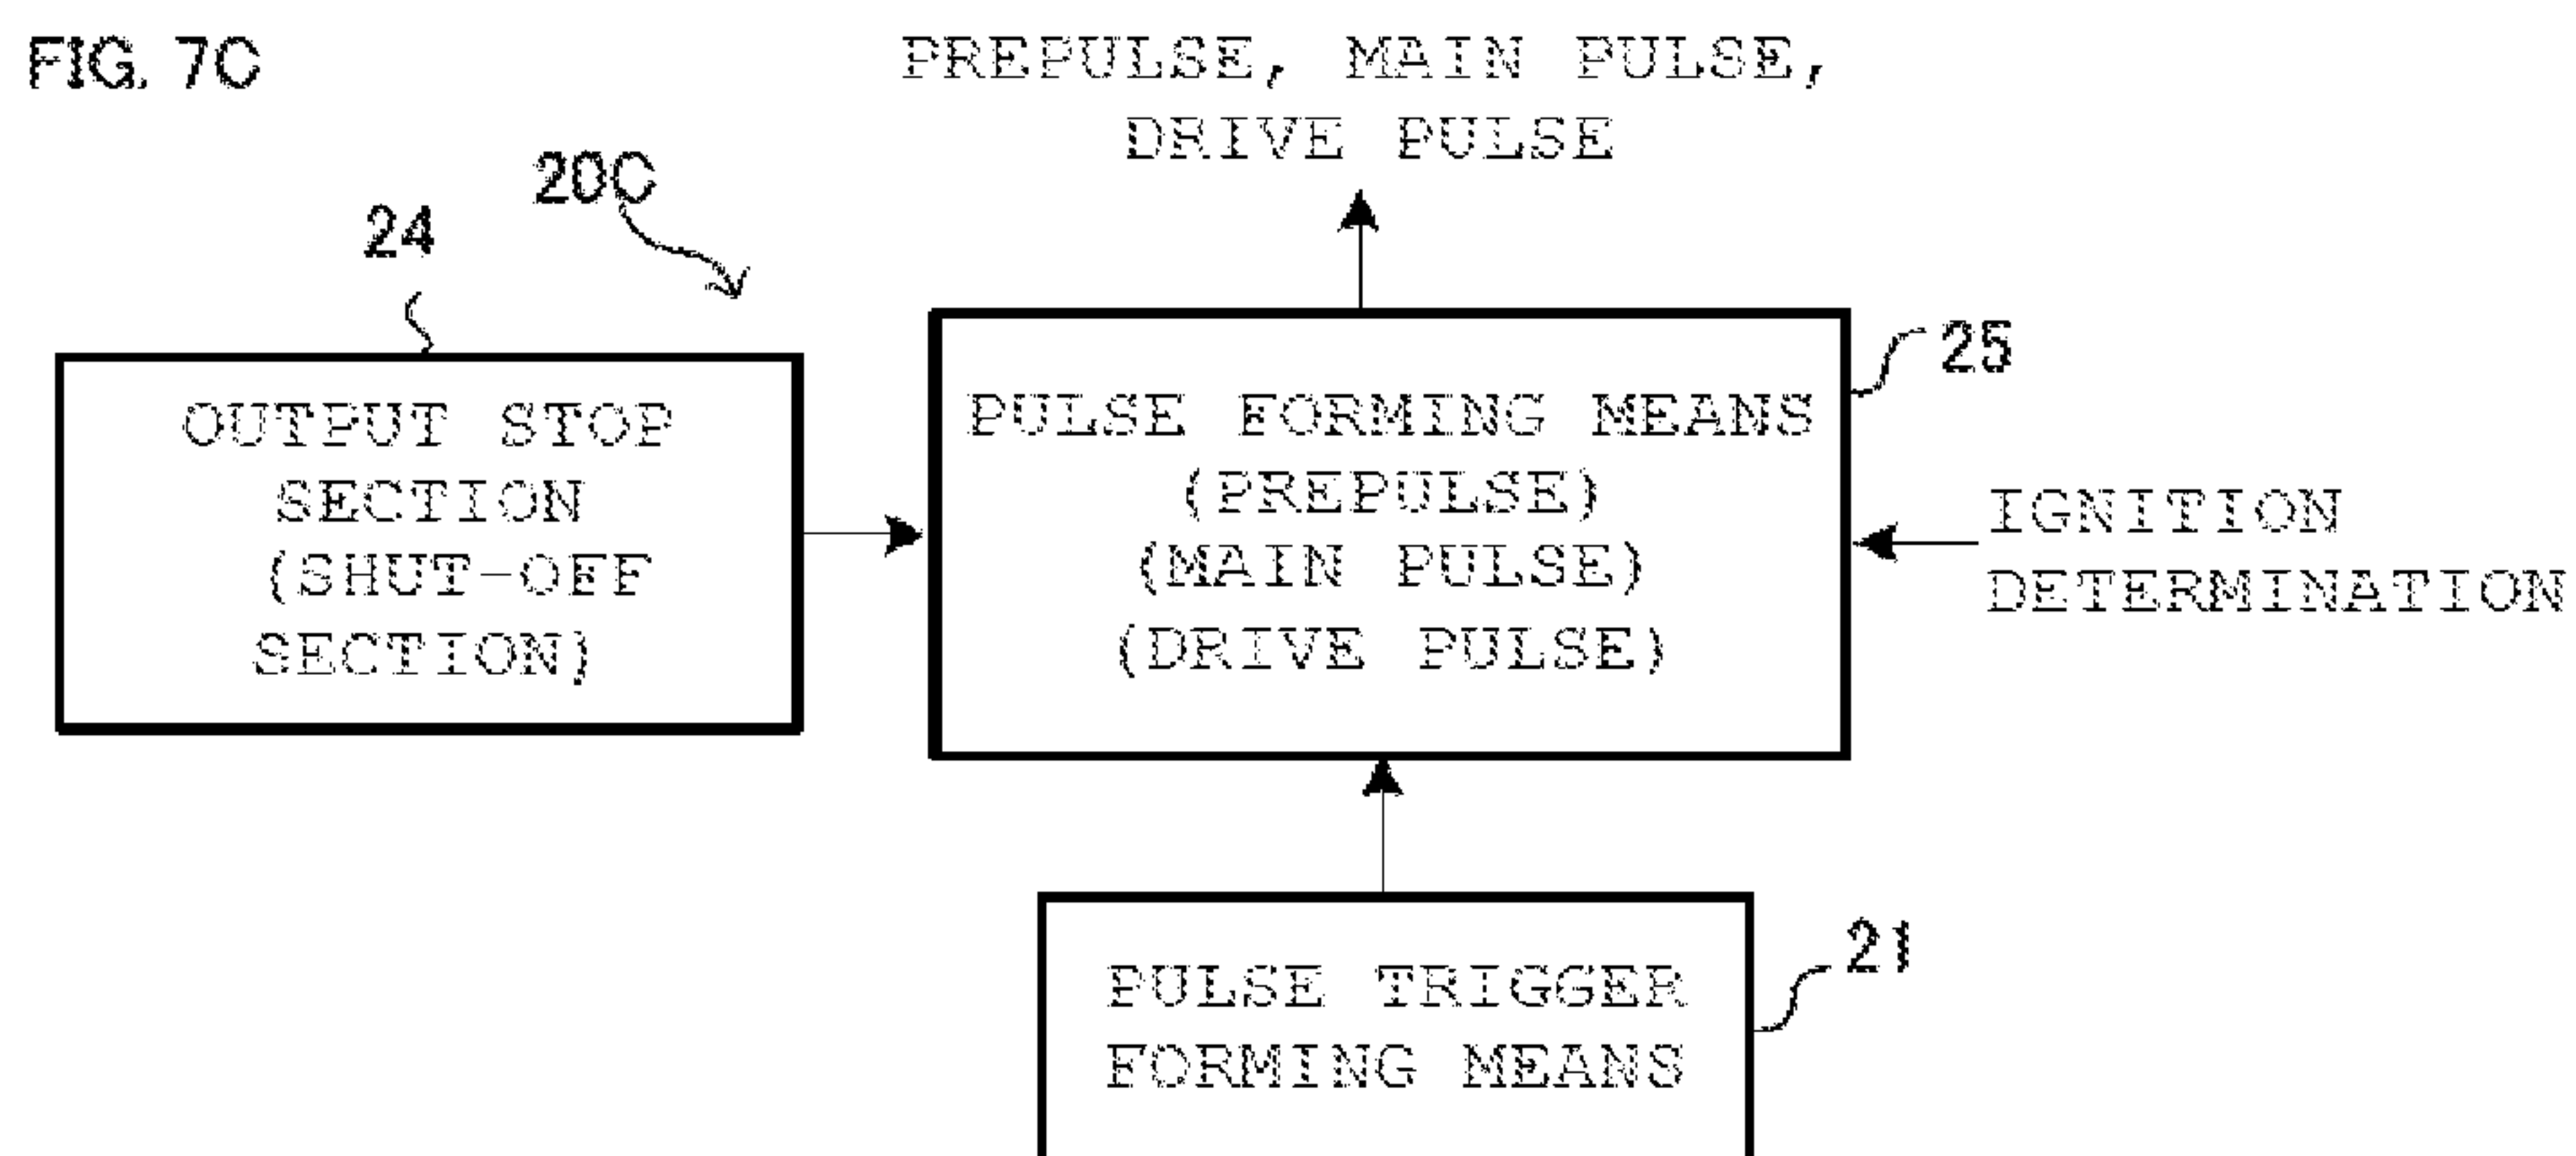 FIG. 7C
PREPULSE, MAIN PULSE,
DRIVE PULSE
20C
24
OUTPUT STOP
SECTION
(SHUT-OFF
SECTION)
PULSE FORMING MEANS
(PREPULSE)
(MAIN PULSE)
(DRIVE PULSE)
25
IGNITION
DETERMINATION
PULSE TRIGGER
FORMING MEANS
21